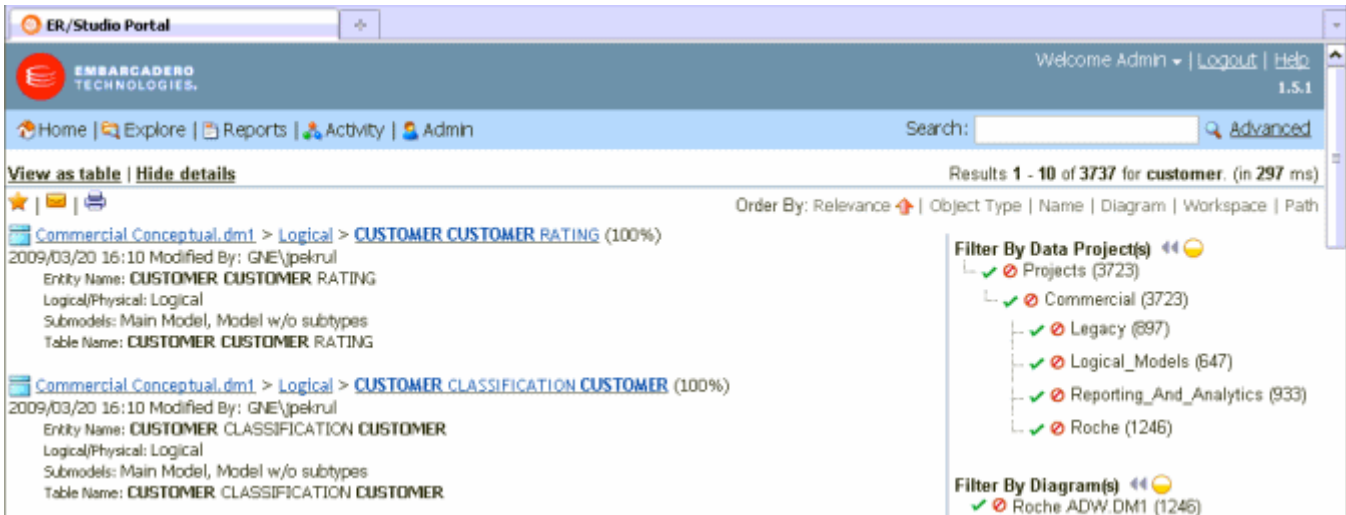 ER/Studio Portal
EMBARCADERO
TECHNOLOGIES.
Welcome Admin | Logout | Help
1.5.1
Home | Explore | Reports | Activity | Admin
Search:
Advanced
View as table | Hide details
Results 1 - 10 of 3737 for customer. (in 297 ms)
Order By: Relevance | Object Type | Name | Diagram | Workspace | Path
Commercial Conceptual.dm1 > Logical > CUSTOMER CUSTOMER RATING (100%)
2009/03/20 16:10 Modified By: GNE\jpekrul
Entity Name: CUSTOMER CUSTOMER RATING
Logical/Physical: Logical
Submodels: Main Model, Model w/o subtypes
Table Name: CUSTOMER CUSTOMER RATING
Commercial Conceptual.dm1 > Logical > CUSTOMER CLASSIFICATION CUSTOMER (100%)
2009/03/20 16:10 Modified By: GNE\jpekrul
Entity Name: CUSTOMER CLASSIFICATION CUSTOMER
Logical/Physical: Logical
Submodels: Main Model, Model w/o subtypes
Table Name: CUSTOMER CLASSIFICATION CUSTOMER
Filter By Data Project(s)
Projects (3723)
Commercial (3723)
Legacy (897)
Logical_Models (647)
Reporting_And_Analytics (933)
Roche (1246)
Filter By Diagram(s)
Roche ADW.DM1 (1246)